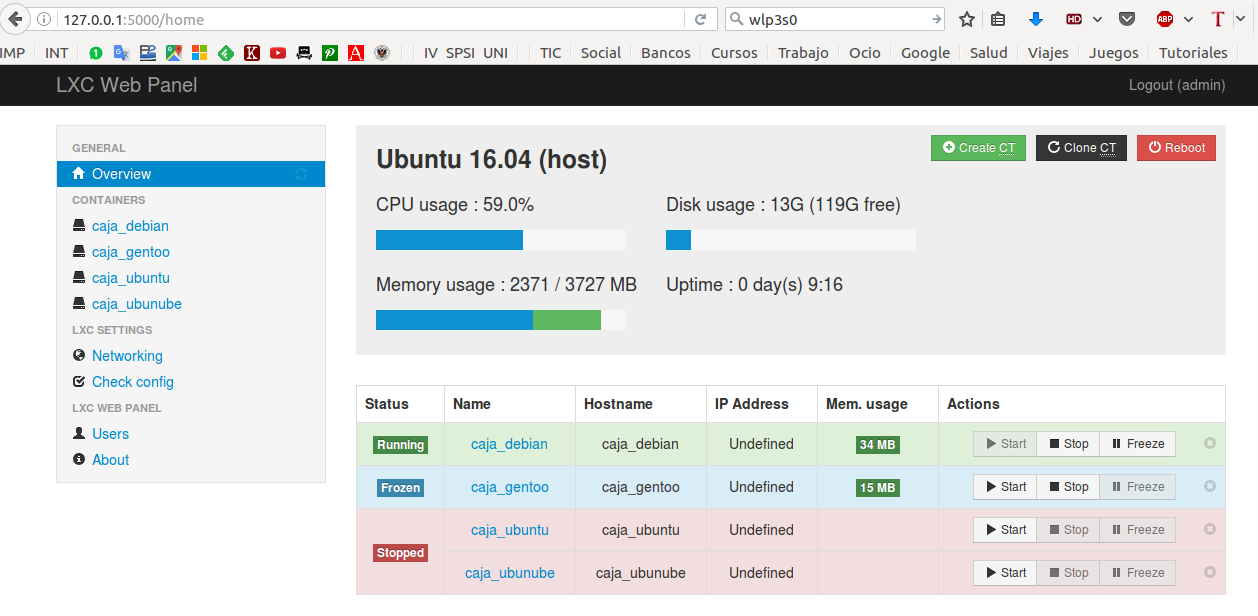 127.0.0.1:5000/home
wlp3s0
HD
ABP
T
IMP INT 1 K A IV SPSI UNI TIC Social Bancos Cursos Trabajo Ocio Google Salud Viajes Juegos Tutoriales
LXC Web Panel
Logout (admin)
GENERAL
Overview
CONTAINERS
caja_debian
caja_gentoo
caja_ubuntu
caja_ubunube
LXC SETTINGS
Networking
Check config
LXC WEB PANEL
Users
About
Ubuntu 16.04 (host)
Create CT Clone CT Reboot
CPU usage : 59.0%
Disk usage : 13G (119G free)
Memory usage : 2371 / 3727 MB
Uptime : 0 day(s) 9:16
Status Name Hostname IP Address Mem. usage Actions
Running caja_debian caja_debian Undefined 34 MB Start Stop Freeze
Frozen caja_gentoo caja_gentoo Undefined 15 MB Start Stop Freeze
Stopped caja_ubuntu caja_ubuntu Undefined Start Stop Freeze
caja_ubunube caja_ubunube Undefined Start Stop Freeze